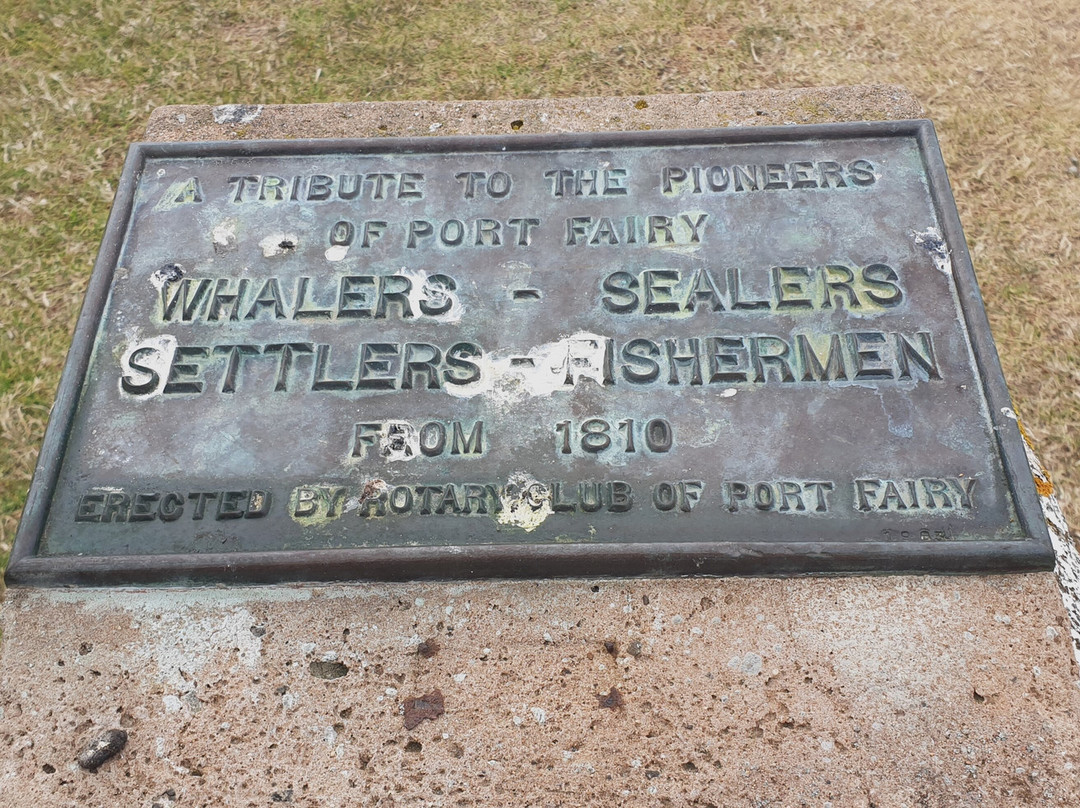 A TRIBUTE TO THE PIONEERS
OF PORT FAIRY
WHALERS - SEALERS
SETTLERS - FISHERMEN
FROM 1810
ERECTED BY ROTARY CLUB OF PORT FAIRY